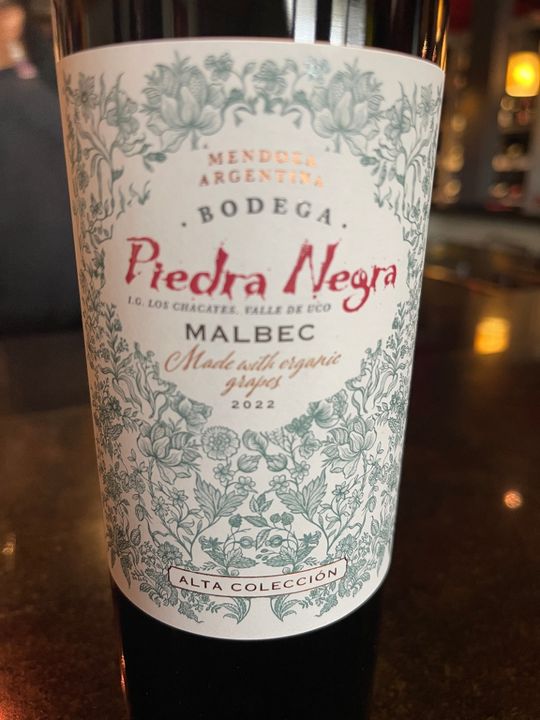 MENDOZA
ARGENTINA
· BODEGA ·
Piedra Negra
I.G. LOS CHACAYES, VALLE DE UCO
MALBEC
Made with organic
grapes
2022
ALTA COLECCIÓN